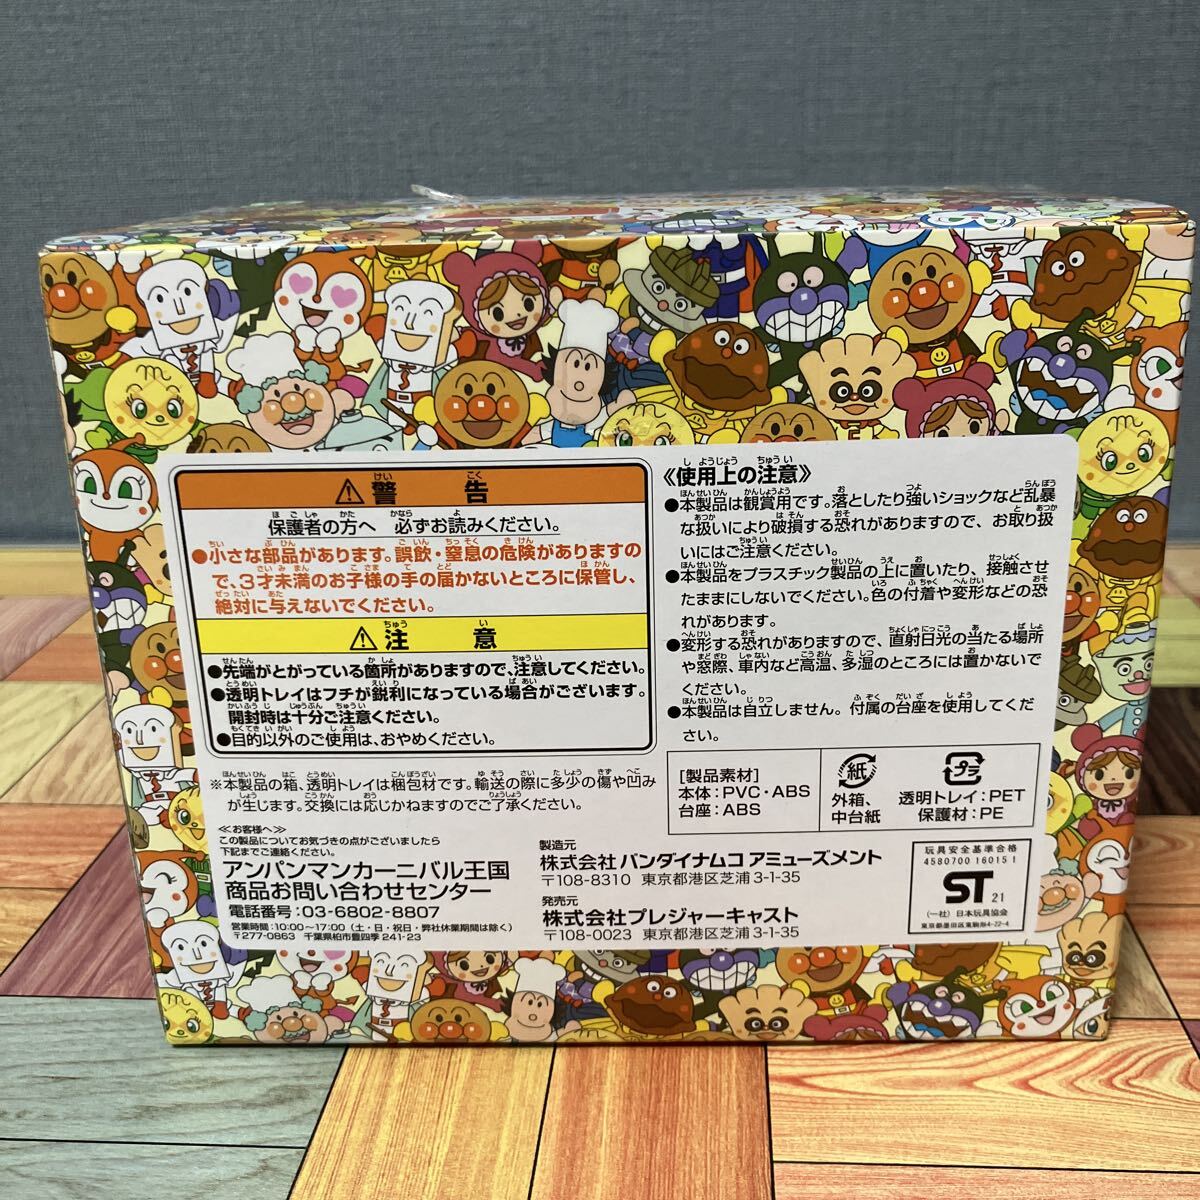 警告
保護者の方へ 必ずお読みください。
●小さな部品があります。誤飲・窒息の危険がありますの
で、3才未満のお子様の手の届かないところに保管し、
絶対に与えないでください。
注意
●先端がとがっている箇所がありますので、注意してください。
●透明トレイはフチが鋭利になっている場合がございます。
開封時は十分ご注意ください。
●目的以外のご使用は、おやめください。
※本製品の箱、透明トレイは梱包材です。輸送の際に多少の傷や凹み
が生じます。交換には応じかねますのでご了承ください。
≪お客様へ≫
この製品についてお気づきの点がございましたら
下記までご連絡ください。
アンパンマンカーニバル王国
商品お問い合わせセンター
電話番号:03-6802-8807
営業時間:10:00~17:00(土・日・祝日・弊社休業期間は除く)
〒277-0863 千葉県柏市豊四季241-23
《使用上の注意》
●本製品は観賞用です。落としたり強いショックなど乱暴
な扱いにより破損する恐れがありますので、お取り扱
いにはご注意ください。
●本製品をプラスチック製品の上に置いたり、接触させ
たままにしないでください。色の付着や変形などの恐
れがあります。
●変形する恐れがありますので、直射日光の当たる場所
や窓際、車内など高温、多湿のところには置かないで
ください。
●本製品は自立しません。付属の台座を使用してくだ
さい。
[製品素材]
本体:PVC・ABS
台座:ABS
紙
外箱、
中台紙
プラ
透明トレイ:PET
保護材:PE
製造元
株式会社バンダイナムコアミューズメント
〒108-8310 東京都港区芝浦3-1-35
発売元
株式会社プレジャーキャスト
〒108-0023 東京都港区芝浦3-1-35
玩具安全基準合格
4580700 16015 1
ST 21
(一社)日本玩具協会
東京都墨田区東駒形4-22-4